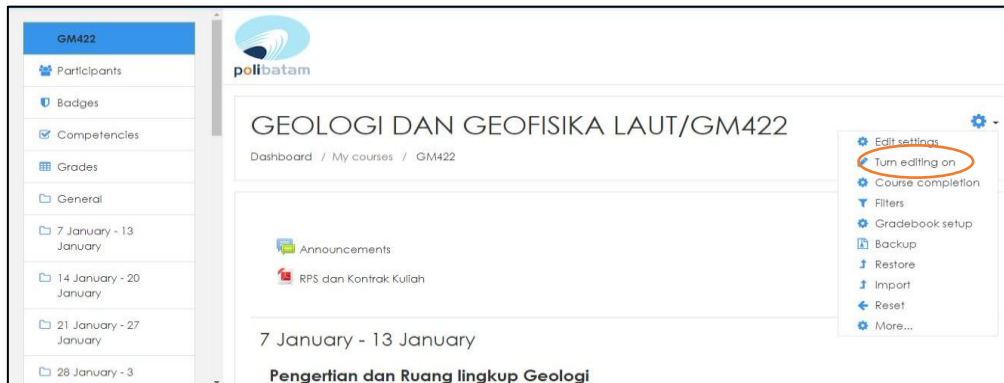 GM422
Participants
Badges
Competencies
Grades
General
7 January - 13
January
14 January - 20
January
21 January - 27
January
28 January - 3
polibatam
GEOLOGI DAN GEOFISIKA LAUT/GM422
Dashboard / My courses / GM422
Edit settings
Turn editing on
Course completion
Filters
Gradebook setup
Backup
Restore
Import
Reset
More...
Announcements
RPS dan Kontrak Kuliah
7 January - 13 January
Pengertian dan Ruang lingkup Geologi